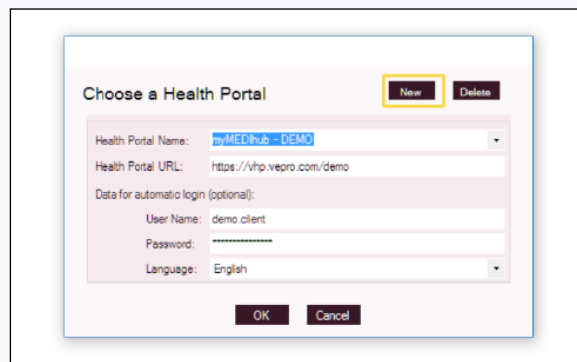 Choose a Health Portal
New
Delete
Health Portal Name: myMEDIhub - DEMO
Health Portal URL: https://vhp.vepro.com/demo
Data for automatic login (optional):
User Name: demo.client
Password: ***************
Language: English
OK
Cancel